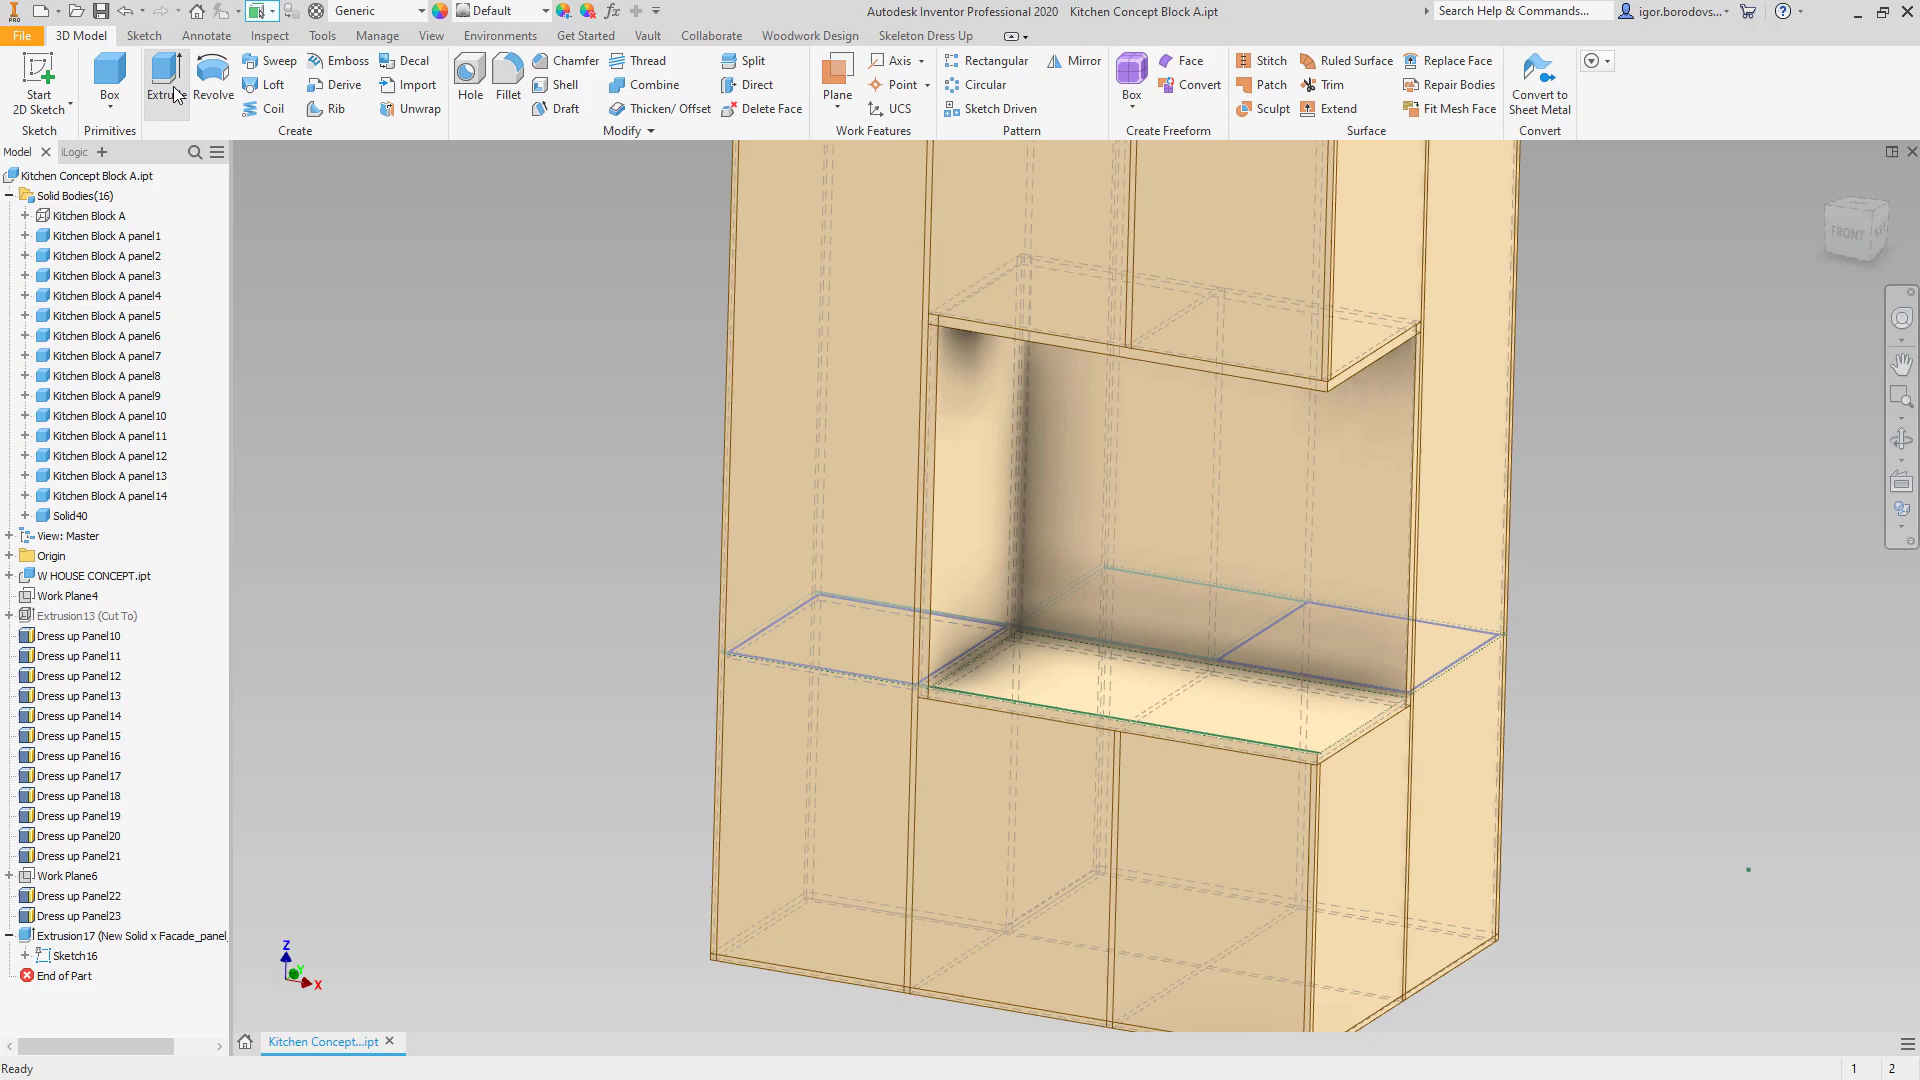 PRO
Generic
Default
fx
Autodesk Inventor Professional 2020 Kitchen Concept Block A.ipt
Search Help & Commands...
igor.borodovs...
File
3D Model
Sketch
Annotate
Inspect
Tools
Manage
View
Environments
Get Started
Vault
Collaborate
Woodwork Design
Skeleton Dress Up
Start
2D Sketch
Sketch
Box
Primitives
Extrude
Revolve
Sweep
Loft
Coil
Emboss
Derive
Rib
Decal
Import
Unwrap
Create
Hole
Fillet
Chamfer
Shell
Draft
Thread
Combine
Thicken/ Offset
Split
Direct
Delete Face
Modify
Plane
Axis
Point
UCS
Work Features
Rectangular
Circular
Sketch Driven
Mirror
Pattern
Box
Face
Convert
Create Freeform
Stitch
Patch
Sculpt
Ruled Surface
Trim
Extend
Replace Face
Repair Bodies
Fit Mesh Face
Surface
Convert to
Sheet Metal
Convert
Model
iLogic
Kitchen Concept Block A.ipt
Solid Bodies(16)
Kitchen Block A
Kitchen Block A panel1
Kitchen Block A panel2
Kitchen Block A panel3
Kitchen Block A panel4
Kitchen Block A panel5
Kitchen Block A panel6
Kitchen Block A panel7
Kitchen Block A panel8
Kitchen Block A panel9
Kitchen Block A panel10
Kitchen Block A panel11
Kitchen Block A panel12
Kitchen Block A panel13
Kitchen Block A panel14
Solid40
View: Master
Origin
W HOUSE CONCEPT.ipt
Work Plane4
Extrusion13 (Cut To)
Dress up Panel10
Dress up Panel11
Dress up Panel12
Dress up Panel13
Dress up Panel14
Dress up Panel15
Dress up Panel16
Dress up Panel17
Dress up Panel18
Dress up Panel19
Dress up Panel20
Dress up Panel21
Work Plane6
Dress up Panel22
Dress up Panel23
Extrusion17 (New Solid x Facade_panel_
Sketch16
End of Part
FRONT
Z
Y
X
Kitchen Concept...ipt
Ready
1
2